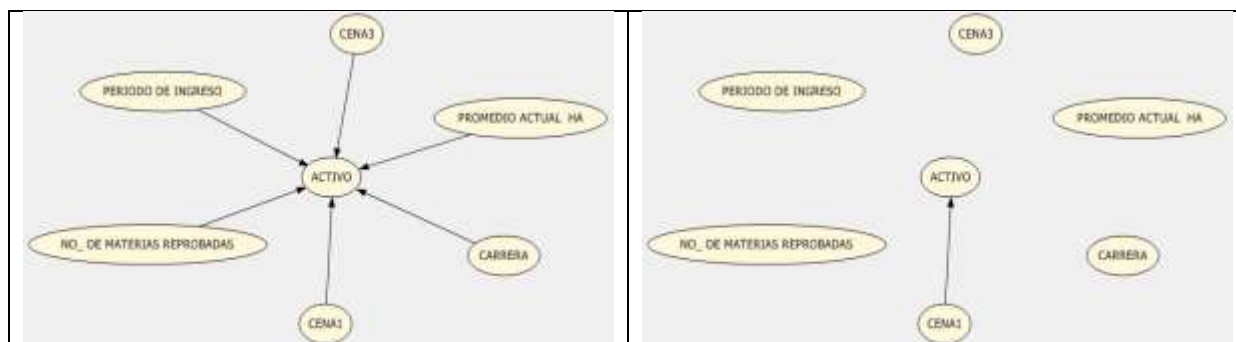 CENA3
PERIODO DE INGRESO
PROMEDIO ACTUAL HA
ACTIVO
NO_ DE MATERIAS REPROBADAS
CARRERA
CENA1
CENA3
PERIODO DE INGRESO
PROMEDIO ACTUAL HA
ACTIVO
NO_ DE MATERIAS REPROBADAS
CARRERA
CENA1